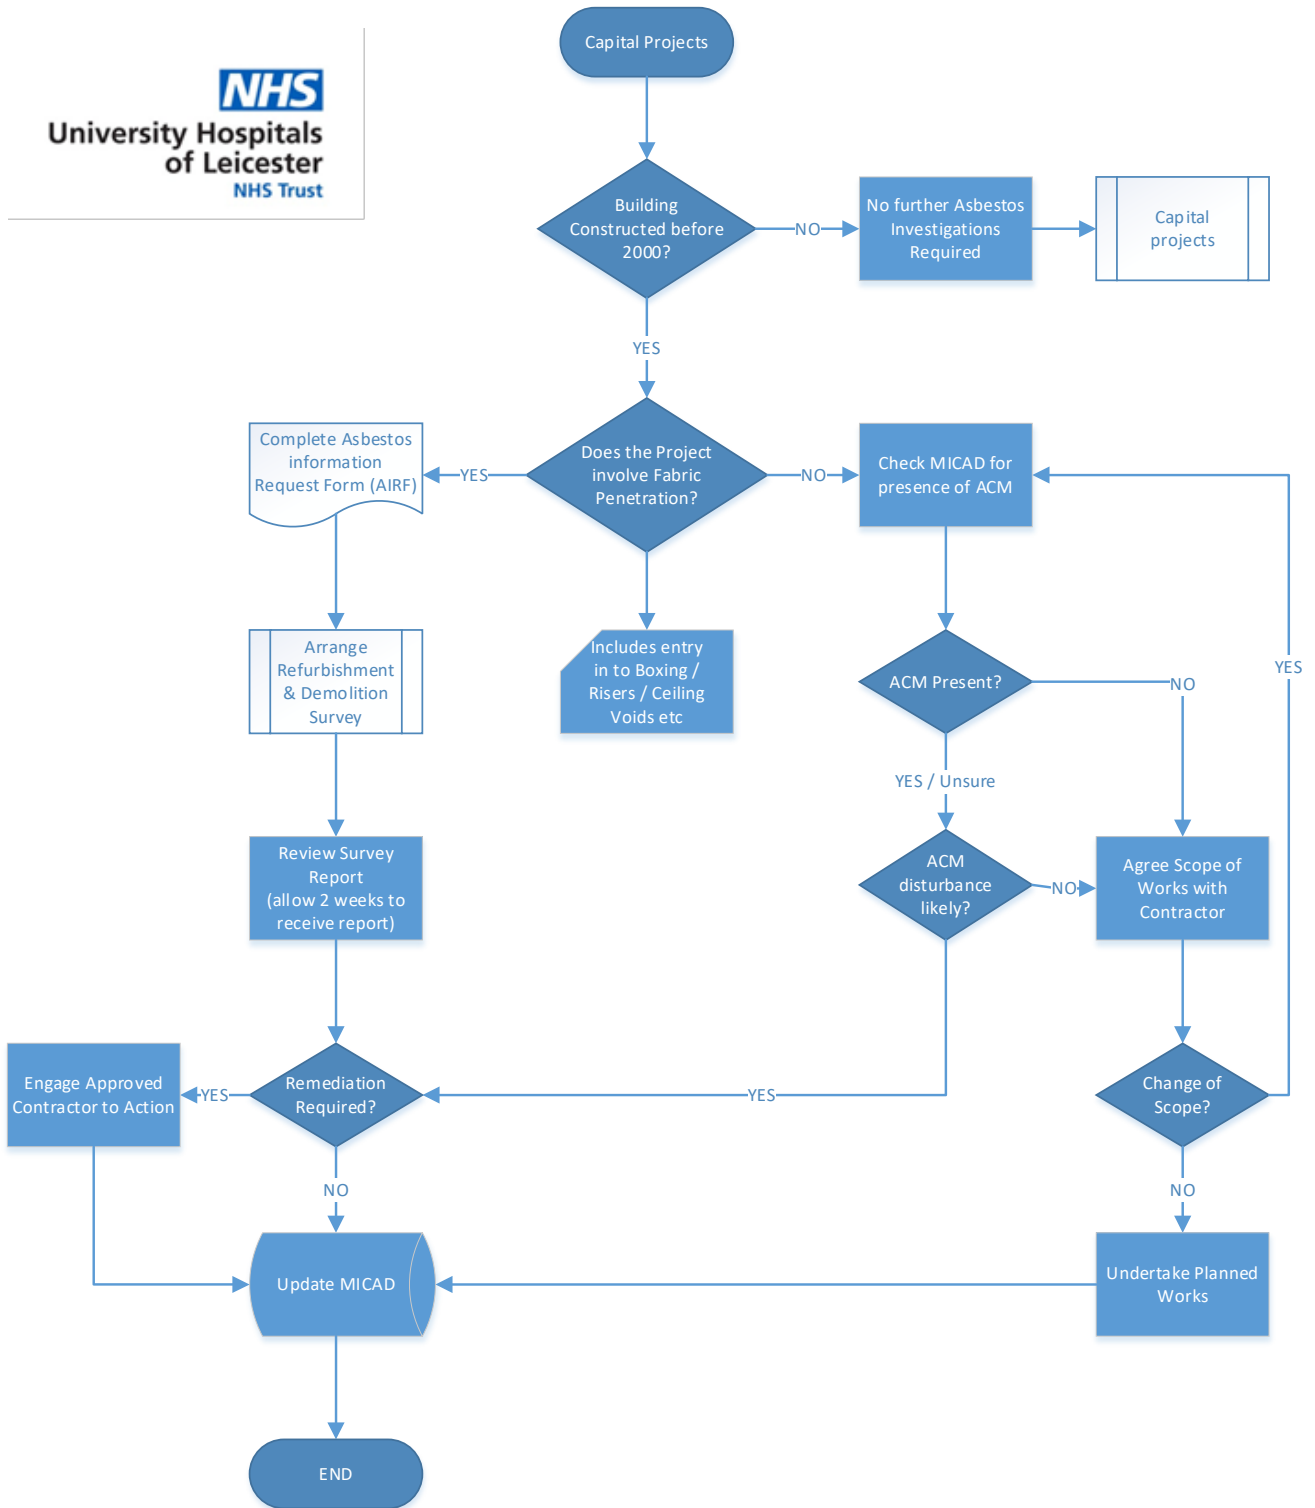 Capital Projects
NHS
University Hospitals
of Leicester
NHS Trust
Building
Constructed before
2000?
NO
No further Asbestos
Investigations
Required
Capital
projects
YES
Complete Asbestos
information
Request Form (AIRF)
YES
Does the Project
involve Fabric
Penetration?
NO
Check MICAD for
presence of ACM
Arrange
Refurbishment
& Demolition
Survey
Includes entry
in to Boxing /
Risers / Ceiling
Voids etc
ACM Present?
NO
YES
YES / Unsure
Review Survey
Report
(allow 2 weeks to
receive report)
ACM
disturbance
likely?
NO
Agree Scope of
Works with
Contractor
Engage Approved
Contractor to Action
YES
Remediation
Required?
YES
Change of
Scope?
NO
NO
Update MICAD
Undertake Planned
Works
END